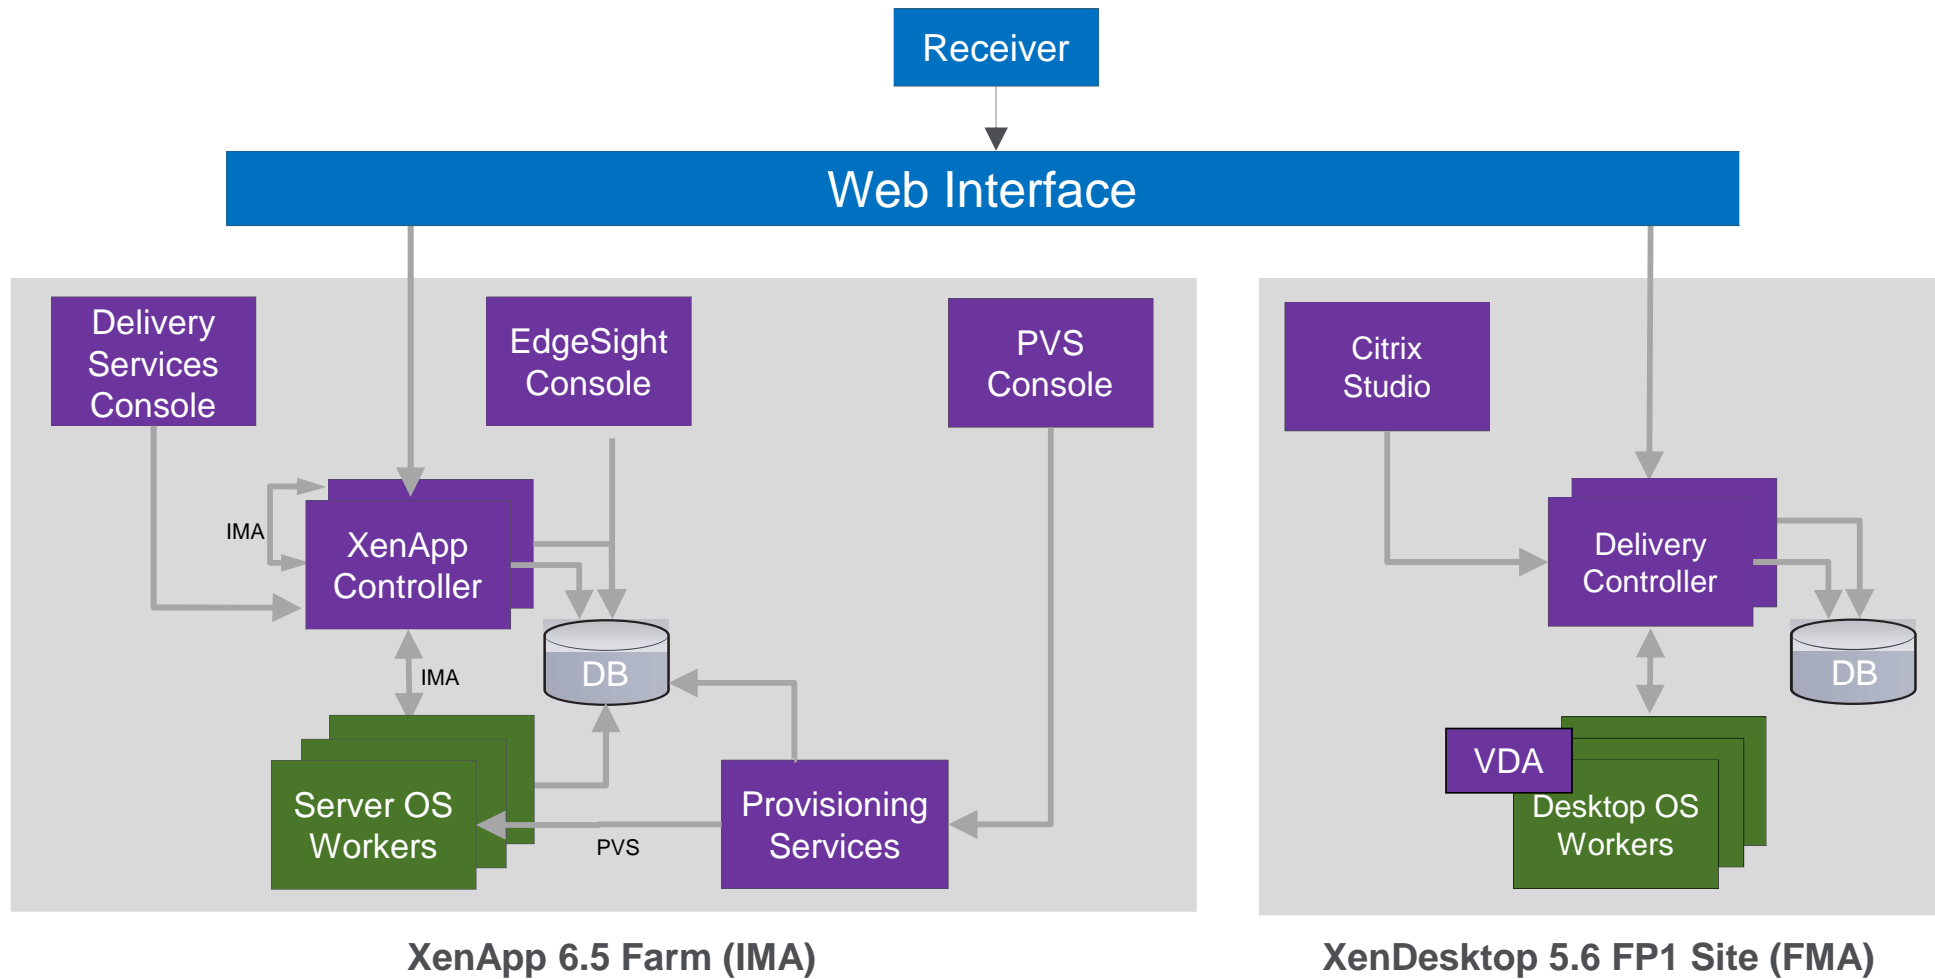 Receiver
Web Interface
Delivery
Services
Console
EdgeSight
Console
PVS
Console
IMA
XenApp
Controller
DB
IMA
Server OS
Workers
PVS
Provisioning
Services
XenApp 6.5 Farm (IMA)
Citrix
Studio
Delivery
Controller
DB
VDA
Desktop OS
Workers
XenDesktop 5.6 FP1 Site (FMA)